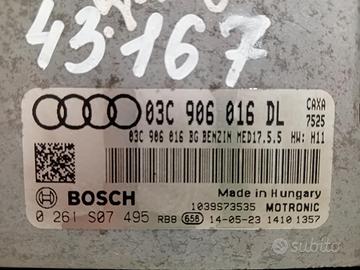 43167
03C 906 016 DL CAXA
7525
03C 906 016 BG BENZIN MED17.5.5 HW: H11
BOSCH
Made in Hungary
1039S73535 MOTRONIC
0 261 S07 495 RBB 658 14-05-23 1410 1357
subito